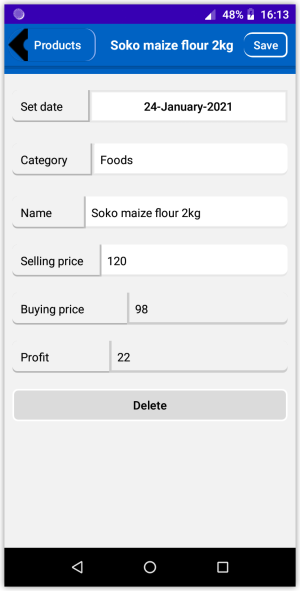 48% 16:13
Products Soko maize flour 2kg Save
Set date 24-January-2021
Category Foods
Name Soko maize flour 2kg
Selling price 120
Buying price 98
Profit 22
Delete